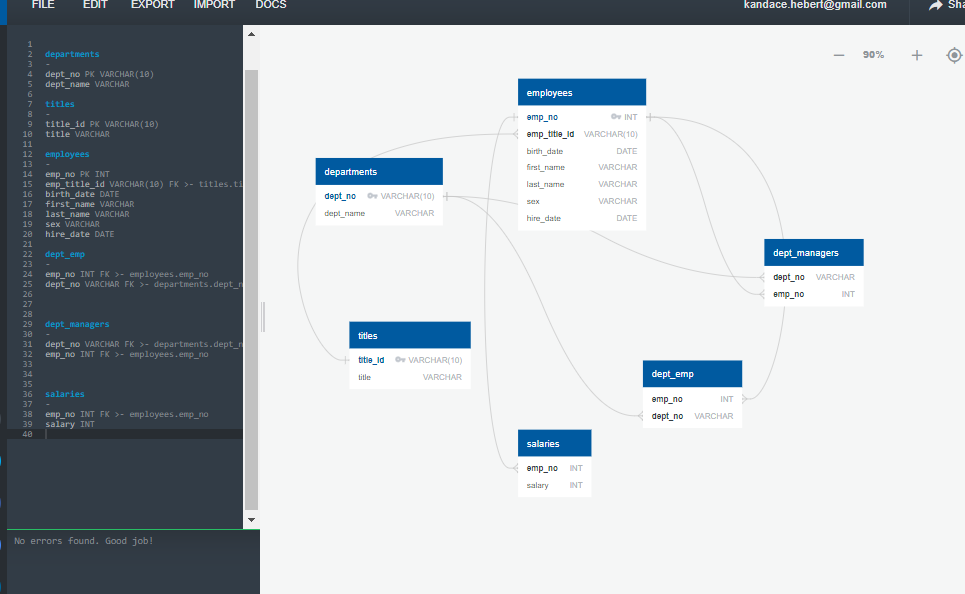 FILE EDIT EXPORT IMPORT DOCS kandace.hebert@gmail.com Sha
1
2 departments
3 -
4 dept_no PK VARCHAR(10)
5 dept_name VARCHAR
6
7 titles
8 -
9 title_id PK VARCHAR(10)
10 title VARCHAR
11
12 employees
13 -
14 emp_no PK INT
15 emp_title_id VARCHAR(10) FK >- titles.ti
16 birth_date DATE
17 first_name VARCHAR
18 last_name VARCHAR
19 sex VARCHAR
20 hire_date DATE
21
22 dept_emp
23 -
24 emp_no INT FK >- employees.emp_no
25 dept_no VARCHAR FK >- departments.dept_n
26
27
28
29 dept_managers
30 -
31 dept_no VARCHAR FK >- departments.dept_n
32 emp_no INT FK >- employees.emp_no
33
34
35
36 salaries
37 -
38 emp_no INT FK >- employees.emp_no
39 salary INT
40
No errors found. Good job!
90%
employees
emp_no INT
emp_title_id VARCHAR(10)
birth_date DATE
first_name VARCHAR
last_name VARCHAR
sex VARCHAR
hire_date DATE
departments
dept_no VARCHAR(10)
dept_name VARCHAR
dept_managers
dept_no VARCHAR
emp_no INT
titles
title_id VARCHAR(10)
title VARCHAR
dept_emp
emp_no INT
dept_no VARCHAR
salaries
emp_no INT
salary INT